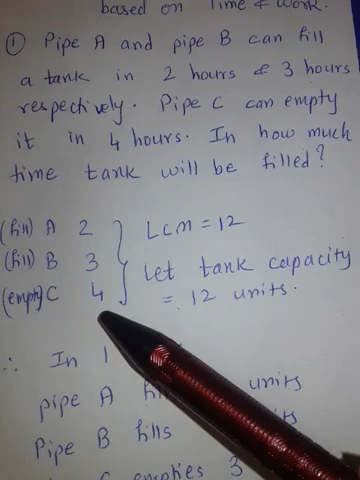 based on Time & Work.
① Pipe A and pipe B can fill
a tank in 2 hours & 3 hours
respectively. Pipe C can empty
it in 4 hours. In how much
time tank will be filled?
(fill) A 2
(fill) B 3
(empty) C 4
LCM = 12
Let tank capacity
= 12 units.
∴ In 1
pipe A units
Pipe B fills
empties 3